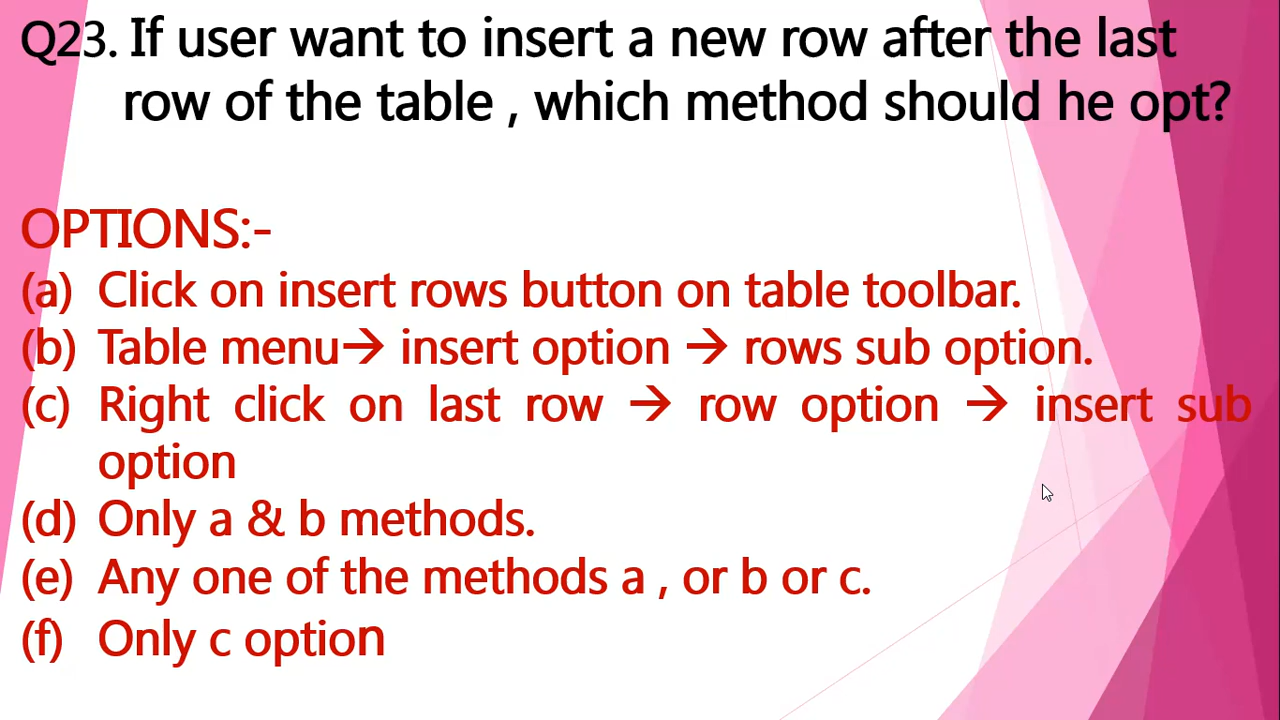 Q23. If user want to insert a new row after the last
row of the table , which method should he opt?
OPTIONS:-
(a) Click on insert rows button on table toolbar.
(b) Table menu→ insert option → rows sub option.
(c) Right click on last row → row option → insert sub
option
(d) Only a & b methods.
(e) Any one of the methods a , or b or c.
(f) Only c option